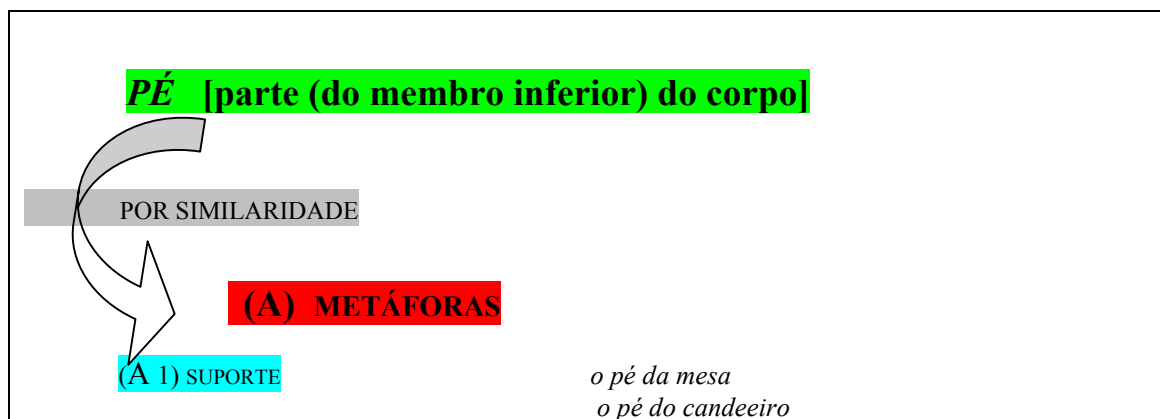 PÉ [parte (do membro inferior) do corpo]
POR SIMILARIDADE
(A) METÁFORAS
(A 1) SUPORTE o pé da mesa
o pé do candeeiro